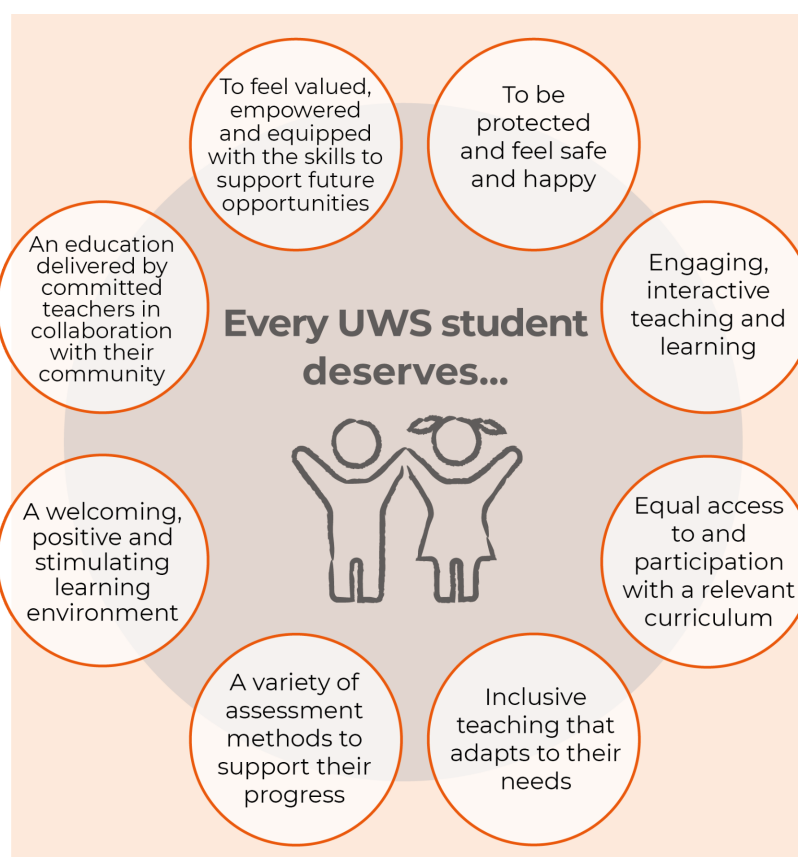 Every UWS student
deserves...
To feel valued,
empowered
and equipped
with the skills to
support future
opportunities
To be
protected
and feel safe
and happy
Engaging,
interactive
teaching and
learning
Equal access
to and
participation
with a relevant
curriculum
Inclusive
teaching that
adapts to their
needs
A variety of
assessment
methods to
support their
progress
A welcoming,
positive and
stimulating
learning
environment
An education
delivered by
committed
teachers in
collaboration
with their
community